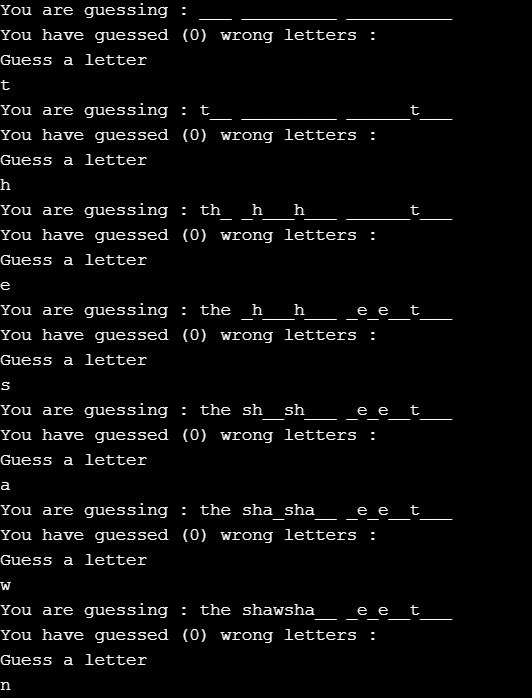 You are guessing : ___ _________ __________
You have guessed (0) wrong letters :
Guess a letter
t
You are guessing : t__ _________ ______t___
You have guessed (0) wrong letters :
Guess a letter
h
You are guessing : th_ _h___h___ ______t___
You have guessed (0) wrong letters :
Guess a letter
e
You are guessing : the _h___h___ _e_e__t___
You have guessed (0) wrong letters :
Guess a letter
s
You are guessing : the sh__sh___ _e_e__t___
You have guessed (0) wrong letters :
Guess a letter
a
You are guessing : the sha_sha__ _e_e__t___
You have guessed (0) wrong letters :
Guess a letter
w
You are guessing : the shawsha__ _e_e__t___
You have guessed (0) wrong letters :
Guess a letter
n